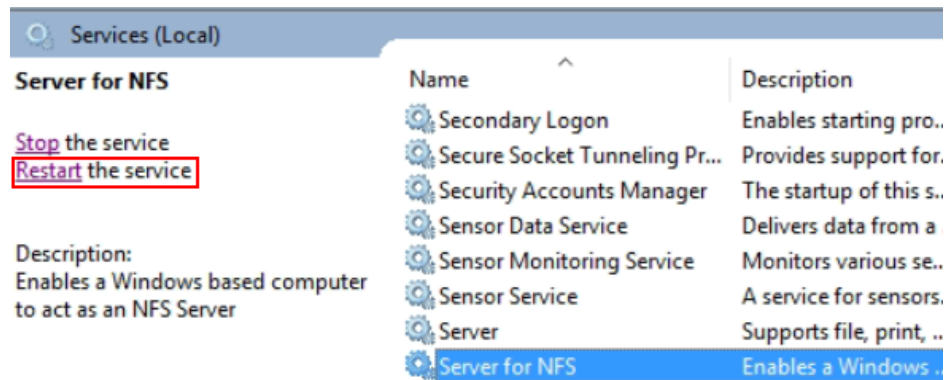 Services (Local)
Server for NFS
Stop the service
Restart the service
Description:
Enables a Windows based computer
to act as an NFS Server
Name Description
Secondary Logon Enables starting pro...
Secure Socket Tunneling Pr... Provides support for...
Security Accounts Manager The startup of this s...
Sensor Data Service Delivers data from a
Sensor Monitoring Service Monitors various se...
Sensor Service A service for sensors...
Server Supports file, print, ...
Server for NFS Enables a Windows ...